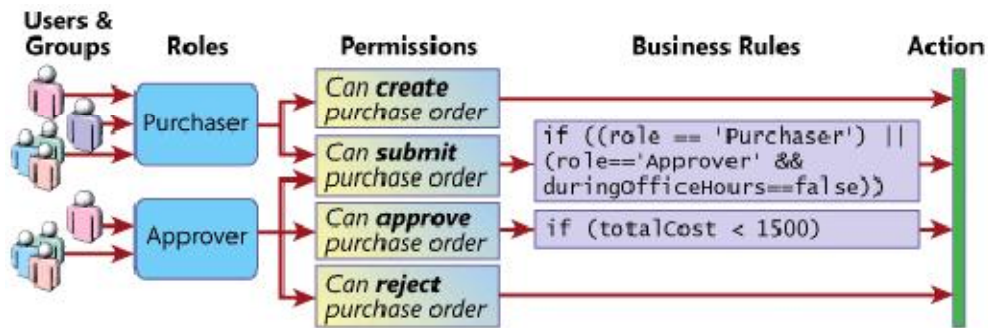 Users &
Groups
Roles
Permissions
Business Rules
Action
Purchaser
Approver
Can create
purchase order
Can submit
purchase order
Can approve
purchase order
Can reject
purchase order
if ((role == 'Purchaser') ||
(role=='Approver' &&
duringOfficeHours==false))
if (totalCost < 1500)